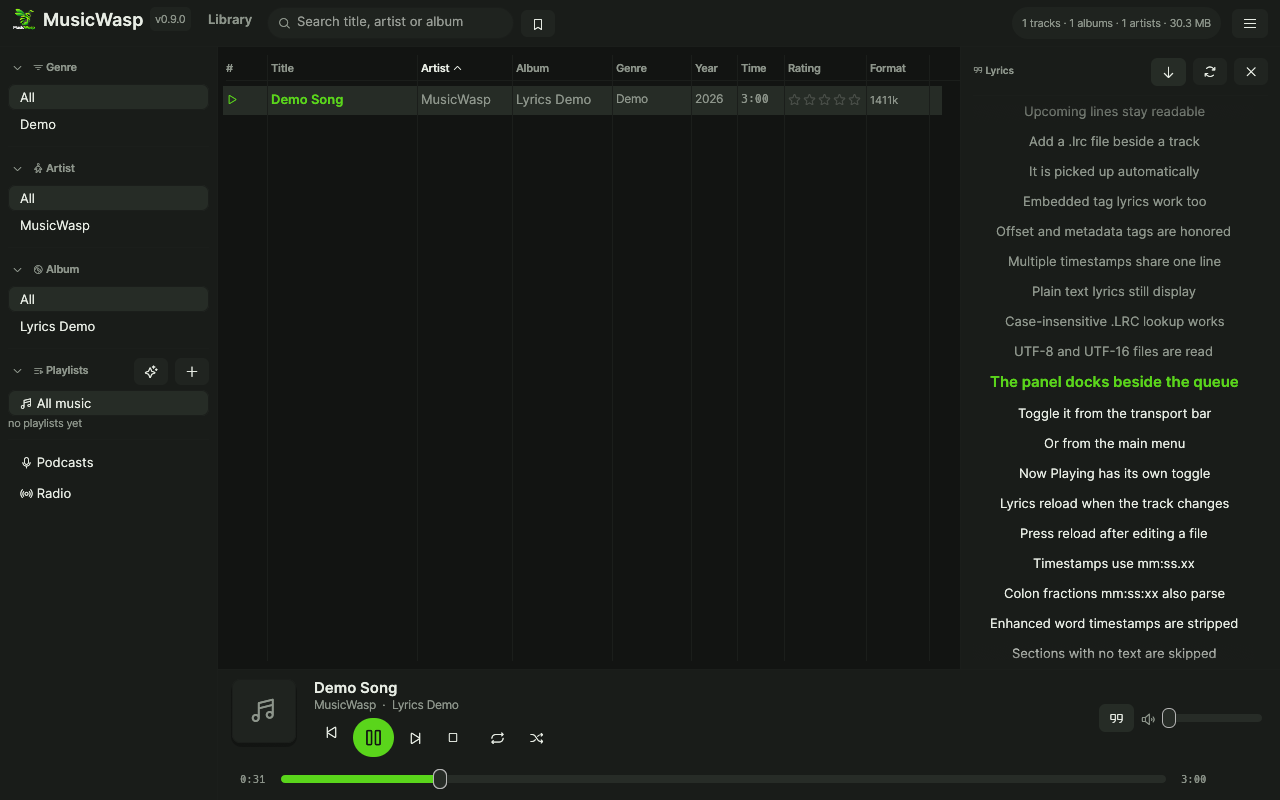 MusicWasp v0.9.0 Library Search title, artist or album 1 tracks · 1 albums · 1 artists · 30.3 MB
Genre
All
Demo
Artist
All
MusicWasp
Album
All
Lyrics Demo
Playlists
All music
no playlists yet
Podcasts
Radio
# Title Artist Album Genre Year Time Rating Format
Demo Song MusicWasp Lyrics Demo Demo 2026 3:00 1411k
Lyrics
Upcoming lines stay readable
Add a .lrc file beside a track
It is picked up automatically
Embedded tag lyrics work too
Offset and metadata tags are honored
Multiple timestamps share one line
Plain text lyrics still display
Case-insensitive .LRC lookup works
UTF-8 and UTF-16 files are read
The panel docks beside the queue
Toggle it from the transport bar
Or from the main menu
Now Playing has its own toggle
Lyrics reload when the track changes
Press reload after editing a file
Timestamps use mm:ss.xx
Colon fractions mm:ss:xx also parse
Enhanced word timestamps are stripped
Sections with no text are skipped
Demo Song
MusicWasp · Lyrics Demo
0:31 3:00